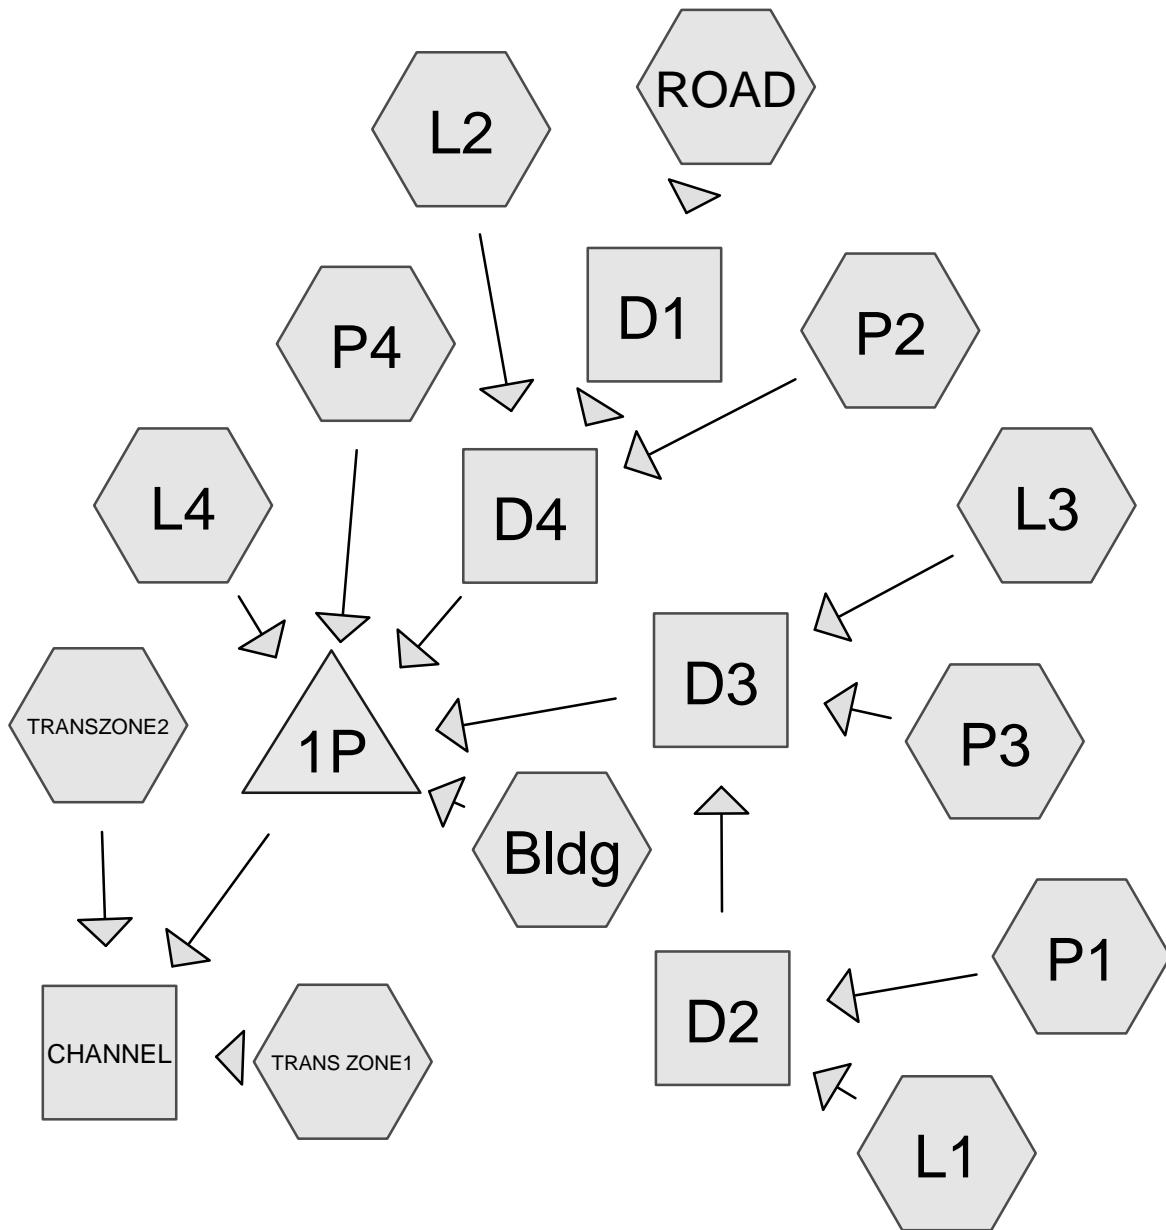 ROAD
L2
D1
P2
P4
L4
D4
L3
D3
TRANSZONE2
1P
P3
Bldg
P1
D2
CHANNEL
TRANS ZONE1
L1